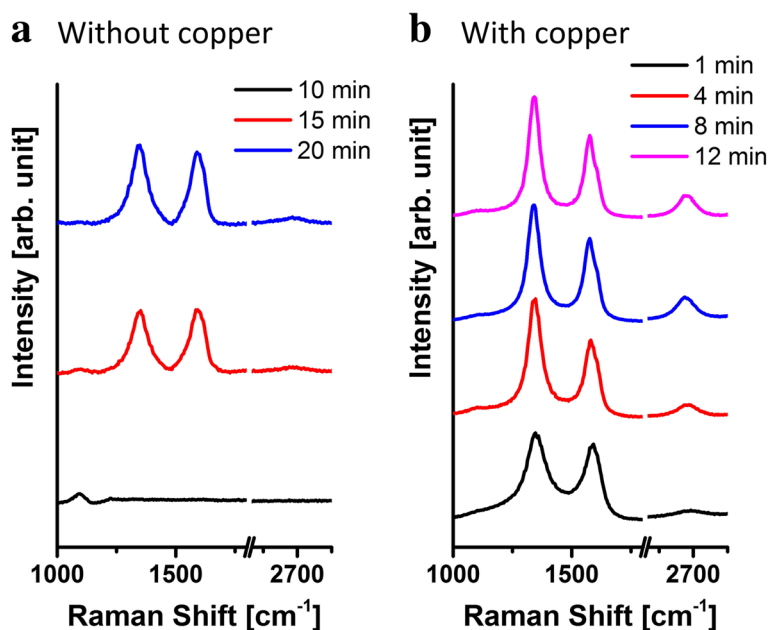 a Without copper
10 min
15 min
20 min
Intensity [arb. unit]
1000 1500 2700
Raman Shift [cm⁻¹]
b With copper
1 min
4 min
8 min
12 min
Intensity [arb. unit]
1000 1500 2700
Raman Shift [cm⁻¹]